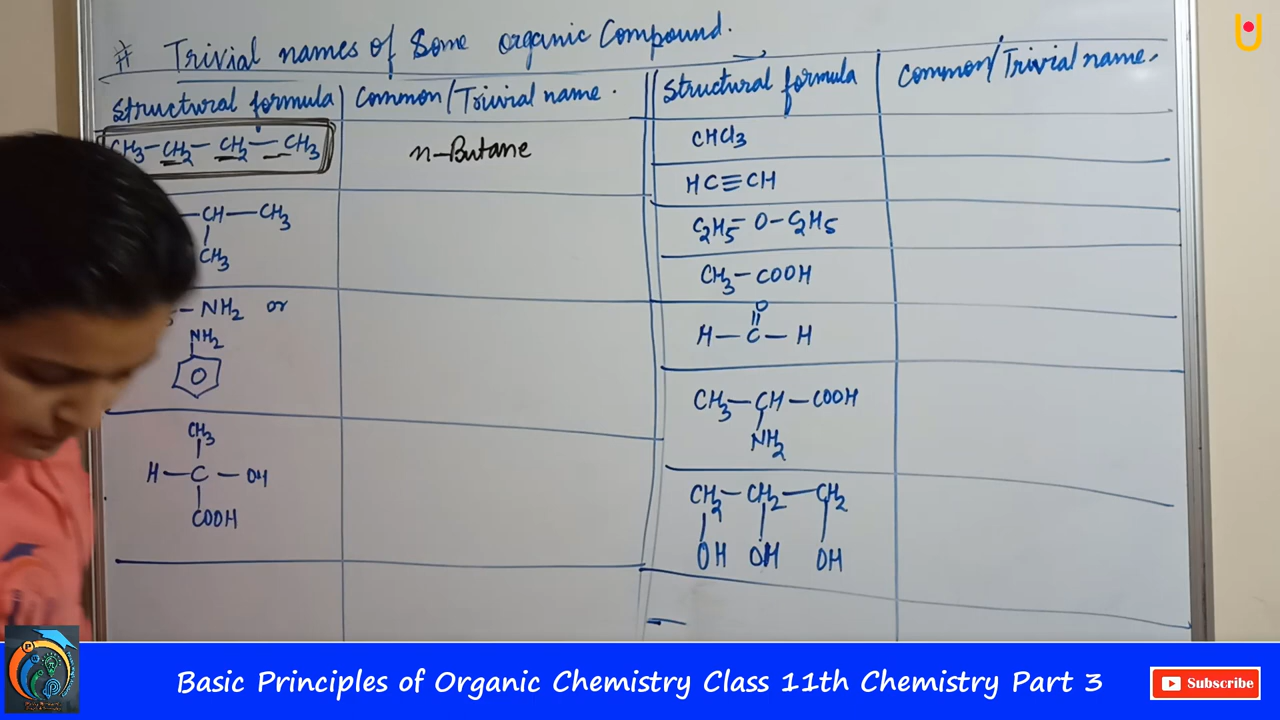 # Trivial names of Some organic Compound.
Structural formula
Common/Trivial name.
CH3-CH2-CH2-CH3
n-Butane
-CH-CH3
CH3
-NH2 or
NH2
CH3
H-C-OH
COOH
Structural formula
Common/Trivial name.
CHCl3
HC≡CH
C2H5-O-C2H5
CH3-COOH
O
H-C-H
CH3-CH-COOH
NH2
CH2-CH2-CH2
OH OH OH
Basic Principles of Organic Chemistry Class 11th Chemistry Part 3
Subscribe